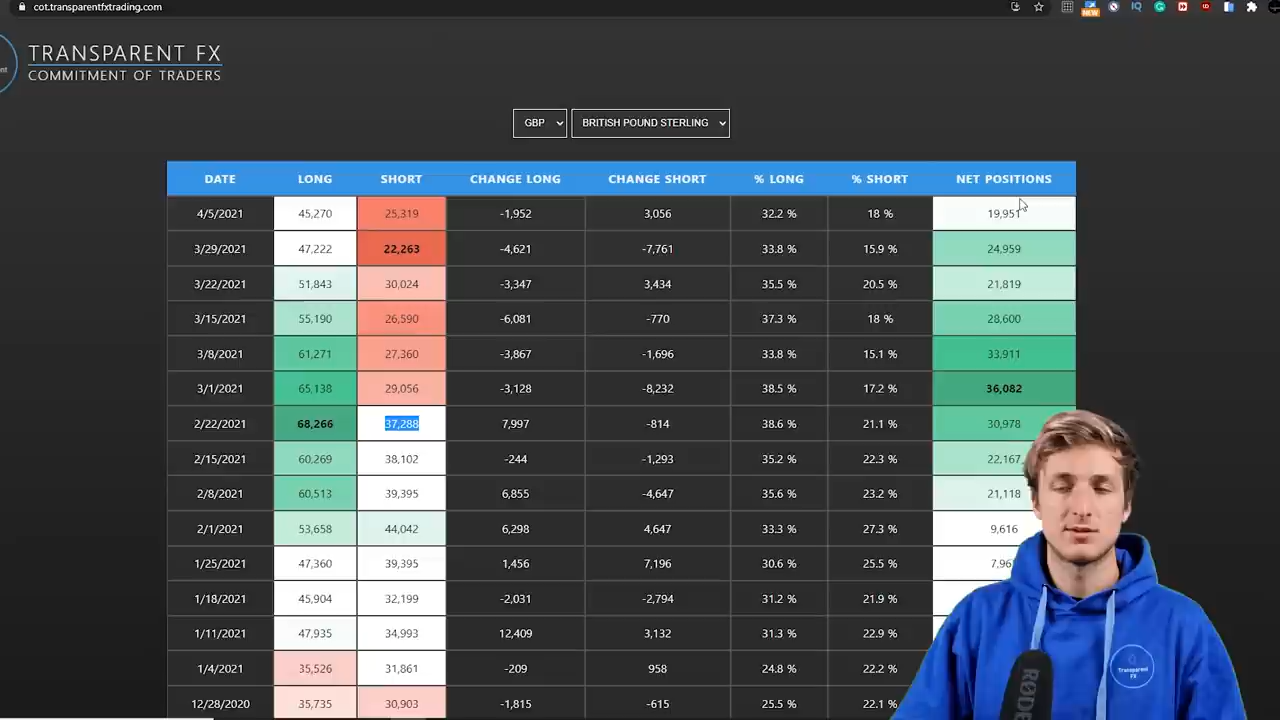 cot.transparentfxtrading.com
NEW
TRANSPARENT FX
COMMITMENT OF TRADERS
GBP BRITISH POUND STERLING
DATE LONG SHORT CHANGE LONG CHANGE SHORT % LONG % SHORT NET POSITIONS
4/5/2021 45,270 25,319 -1,952 3,056 32.2 % 18 % 19,951
3/29/2021 47,222 22,263 -4,621 -7,761 33.8 % 15.9 % 24,959
3/22/2021 51,843 30,024 -3,347 3,434 35.5 % 20.5 % 21,819
3/15/2021 55,190 26,590 -6,081 -770 37.3 % 18 % 28,600
3/8/2021 61,271 27,360 -3,867 -1,696 33.8 % 15.1 % 33,911
3/1/2021 65,138 29,056 -3,128 -8,232 38.5 % 17.2 % 36,082
2/22/2021 68,266 37,288 7,997 -814 38.6 % 21.1 % 30,978
2/15/2021 60,269 38,102 -244 -1,293 35.2 % 22.3 % 22,167
2/8/2021 60,513 39,395 6,855 -4,647 35.6 % 23.2 % 21,118
2/1/2021 53,658 44,042 6,298 4,647 33.3 % 27.3 % 9,616
1/25/2021 47,360 39,395 1,456 7,196 30.6 % 25.5 %
1/18/2021 45,904 32,199 -2,031 -2,794 31.2 % 21.9 %
1/11/2021 47,935 34,993 12,409 3,132 31.3 % 22.9 %
1/4/2021 35,526 31,861 -209 958 24.8 % 22.2 %
12/28/2020 35,735 30,903 -1,815 -615 25.5 % 22.1 %
Transparent
FX
RØDE